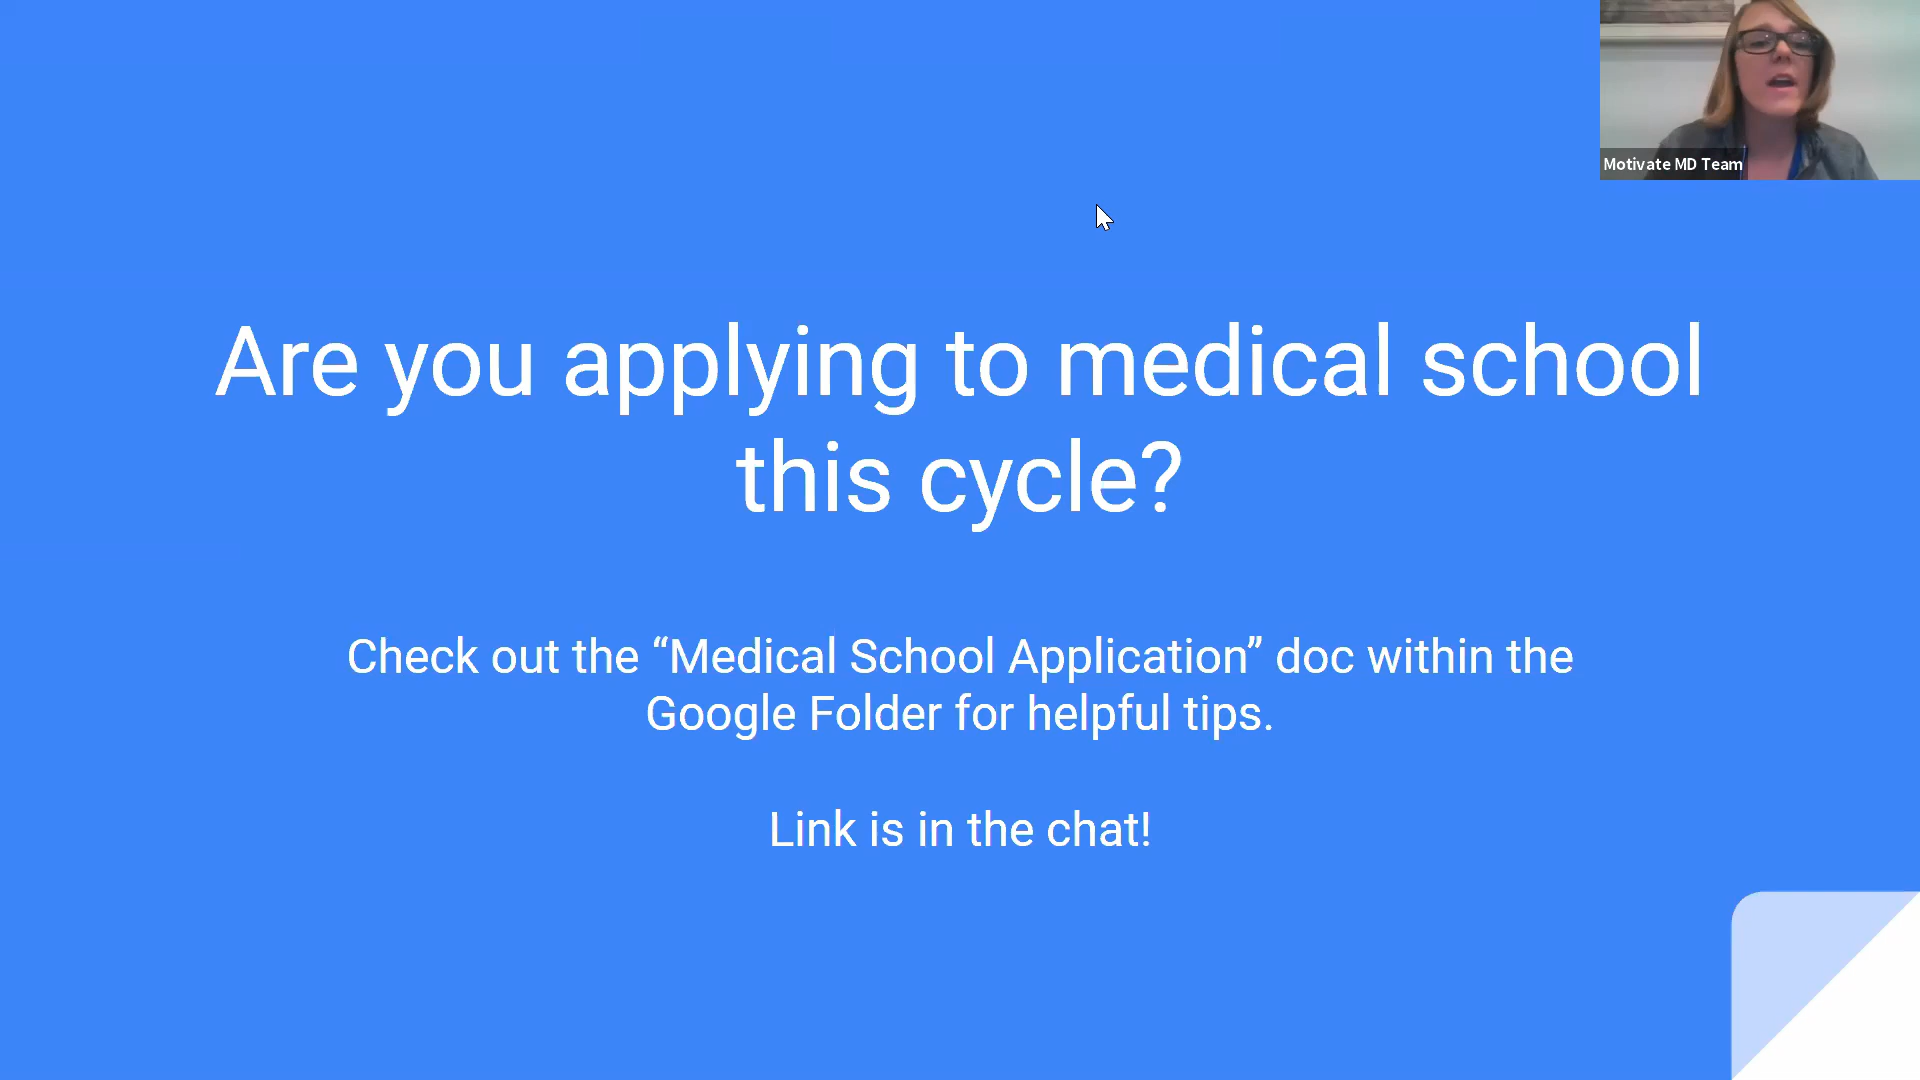 Motivate MD Team
Are you applying to medical school
this cycle?
Check out the “Medical School Application” doc within the
Google Folder for helpful tips.
Link is in the chat!